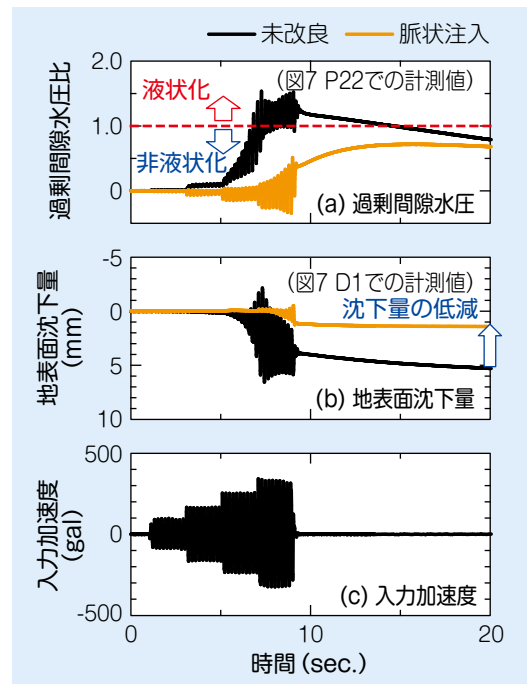 未改良 脈状注入
2.0
1.0
0
過剰間隙水圧比
液状化
非液状化
(図7 P22での計測値)
(a) 過剰間隙水圧
-5
0
5
10
地表面沈下量
(mm)
(図7 D1での計測値)
沈下量の低減
(b) 地表面沈下量
500
0
-500
入力加速度
(gal)
(c) 入力加速度
0 10 20
時間 (sec.)